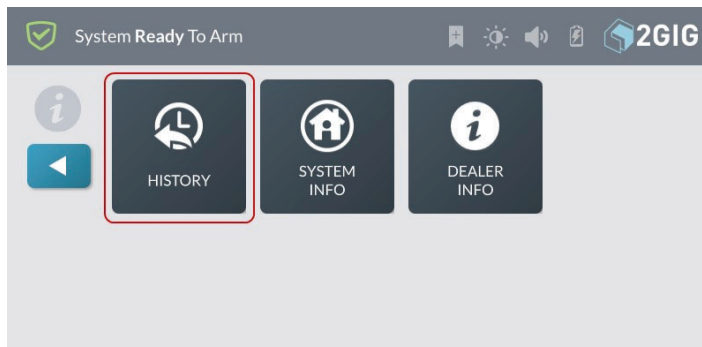 System Ready To Arm
2GIG
HISTORY
SYSTEM
INFO
DEALER
INFO